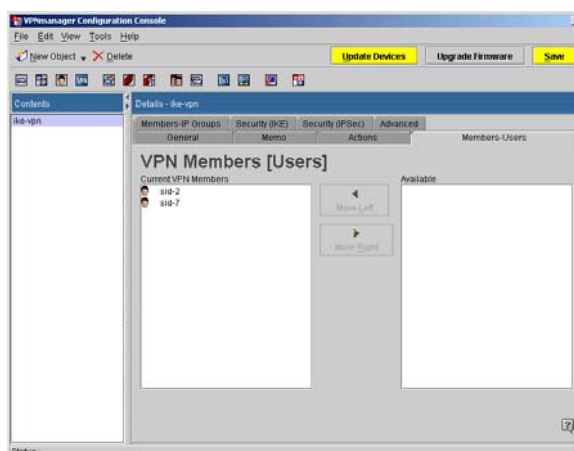 VPNmanager Configuration Console
File Edit View Tools Help
New Object Delete Update Devices Upgrade Firmware Save
Contents
Details - ike-vpn
ike-vpn
Members-IP Groups Security (IKE) Security (IPSec) Advanced
General Memo Actions Members-Users
VPN Members [Users]
Current VPN Members Available
sid-2
sid-7
Move Left
Move Right